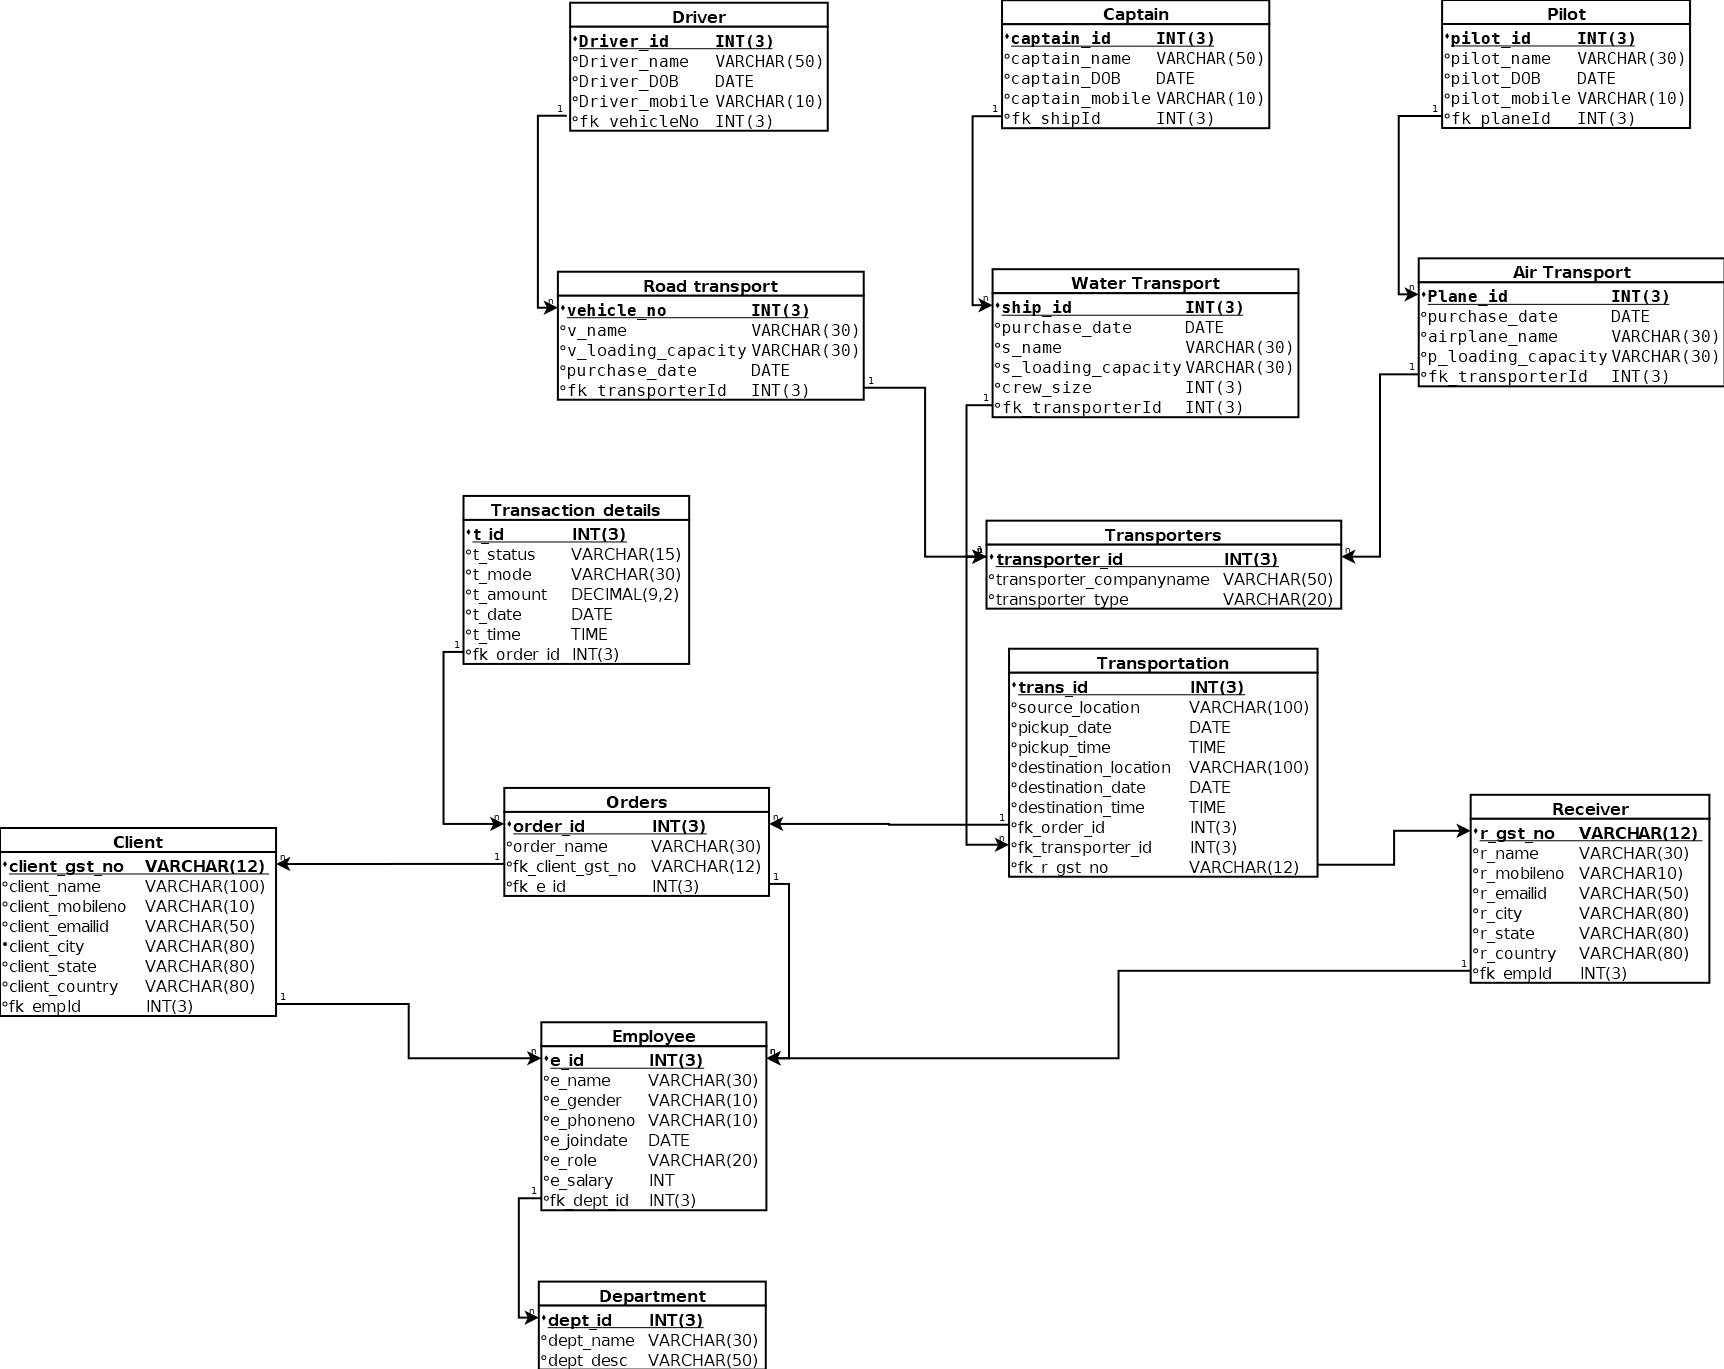 Driver
Driver_id INT(3)
Driver_name VARCHAR(50)
Driver_DOB DATE
Driver_mobile VARCHAR(10)
fk_vehicleNo INT(3)
1
Captain
captain_id INT(3)
captain_name VARCHAR(50)
captain_DOB DATE
captain_mobile VARCHAR(10)
fk_shipId INT(3)
1
Pilot
pilot_id INT(3)
pilot_name VARCHAR(30)
pilot_DOB DATE
pilot_mobile VARCHAR(10)
fk_planeId INT(3)
1
Road transport
n
vehicle_no INT(3)
v_name VARCHAR(30)
v_loading_capacity VARCHAR(30)
purchase_date DATE
fk_transporterId INT(3)
1
Water Transport
n
ship_id INT(3)
purchase_date DATE
s_name VARCHAR(30)
s_loading_capacity VARCHAR(30)
crew_size INT(3)
fk_transporterId INT(3)
1
Air Transport
n
Plane_id INT(3)
purchase_date DATE
airplane_name VARCHAR(30)
p_loading_capacity VARCHAR(30)
fk_transporterId INT(3)
1
Transaction details
t_id INT(3)
t_status VARCHAR(15)
t_mode VARCHAR(30)
t_amount DECIMAL(9,2)
t_date DATE
t_time TIME
fk_order_id INT(3)
1
Transporters
n
transporter_id INT(3)
n
transporter_companyname VARCHAR(50)
transporter_type VARCHAR(20)
Transportation
trans_id INT(3)
source_location VARCHAR(100)
pickup_date DATE
pickup_time TIME
destination_location VARCHAR(100)
destination_date DATE
destination_time TIME
fk_order_id INT(3)
1
fk_transporter_id INT(3)
n
fk_r_gst_no VARCHAR(12)
Orders
n
order_id INT(3)
n
order_name VARCHAR(30)
fk_client_gst_no VARCHAR(12)
1
fk_e_id INT(3)
1
Receiver
r_gst_no VARCHAR(12)
r_name VARCHAR(30)
r_mobileno VARCHAR10)
r_emailid VARCHAR(50)
r_city VARCHAR(80)
r_state VARCHAR(80)
r_country VARCHAR(80)
fk_empId INT(3)
1
Client
client_gst_no VARCHAR(12)
n
client_name VARCHAR(100)
client_mobileno VARCHAR(10)
client_emailid VARCHAR(50)
client_city VARCHAR(80)
client_state VARCHAR(80)
client_country VARCHAR(80)
fk_empId INT(3)
1
Employee
n
e_id INT(3)
n
e_name VARCHAR(30)
e_gender VARCHAR(10)
e_phoneno VARCHAR(10)
e_joindate DATE
e_role VARCHAR(20)
e_salary INT
fk_dept_id INT(3)
1
Department
n
dept_id INT(3)
dept_name VARCHAR(30)
dept_desc VARCHAR(50)